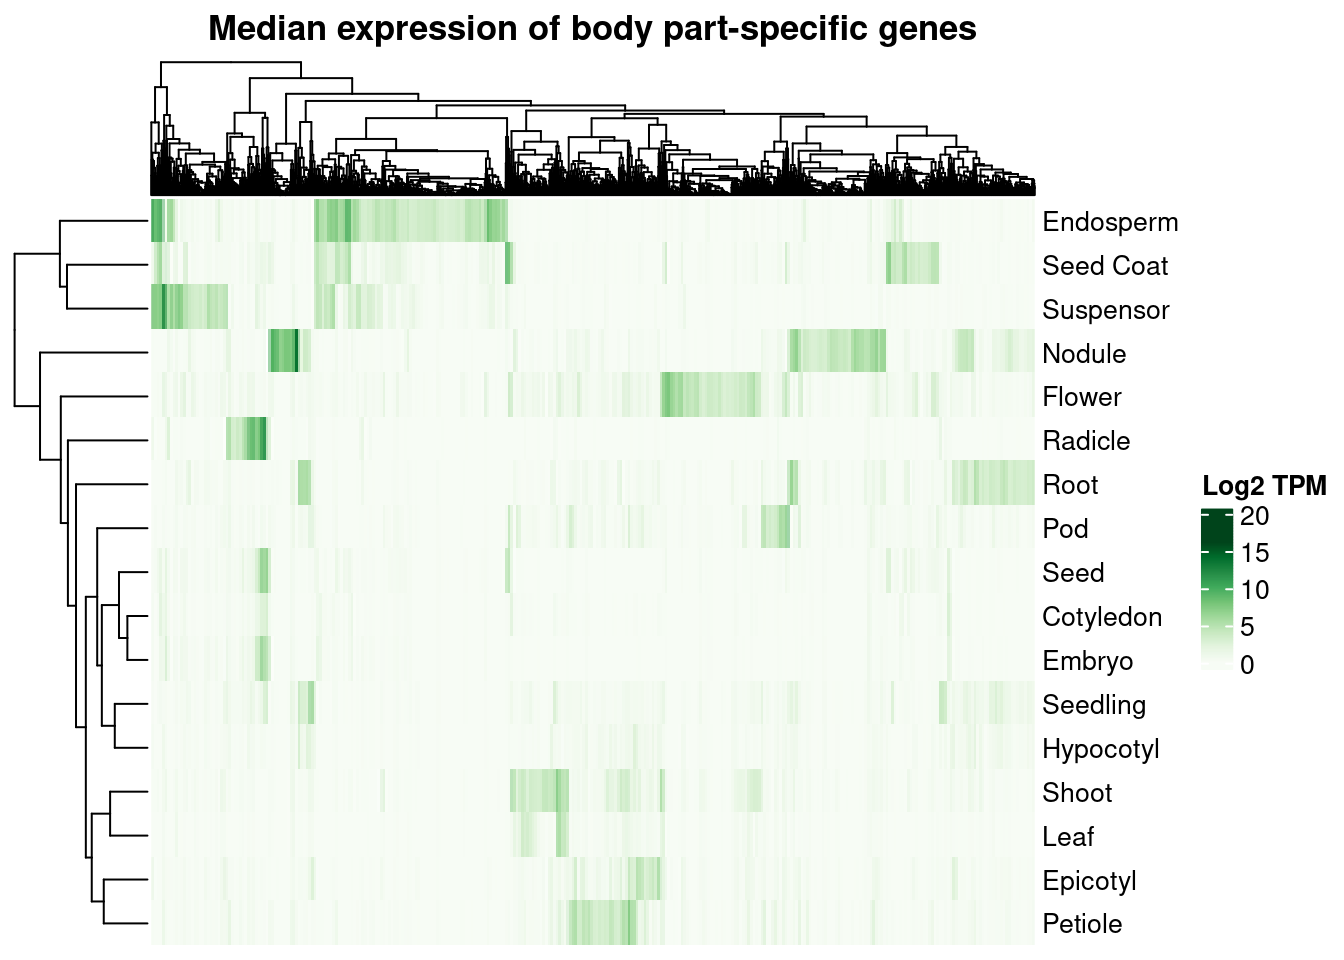 Median expression of body part-specific genes
Endosperm
Seed Coat
Suspensor
Nodule
Flower
Radicle
Root
Pod
Seed
Cotyledon
Embryo
Seedling
Hypocotyl
Shoot
Leaf
Epicotyl
Petiole
Log2 TPM
20
15
10
5
0